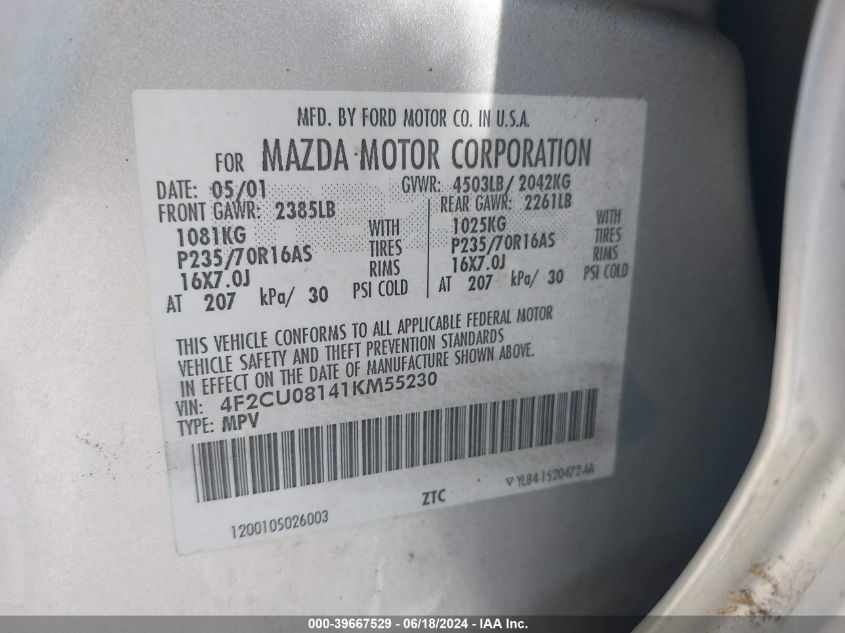 MFD. BY FORD MOTOR CO. IN U.S.A.
FOR MAZDA MOTOR CORPORATION
DATE: 05/01 GVWR: 4503LB/ 2042KG
FRONT GAWR: 2385LB REAR GAWR: 2261LB
1081KG WITH 1025KG WITH
P235/70R16AS TIRES P235/70R16AS TIRES
16X7.0J RIMS 16X7.0J RIMS
AT 207 kPa/ 30 PSI COLD AT 207 kPa/ 30 PSI COLD
THIS VEHICLE CONFORMS TO ALL APPLICABLE FEDERAL MOTOR
VEHICLE SAFETY AND THEFT PREVENTION STANDARDS
IN EFFECT ON THE DATE OF MANUFACTURE SHOWN ABOVE.
VIN: 4F2CU08141KM55230
TYPE: MPV
1200105026003 ZTC YL84-1520472-AA
000-39667529 - 06/18/2024 - IAA Inc.